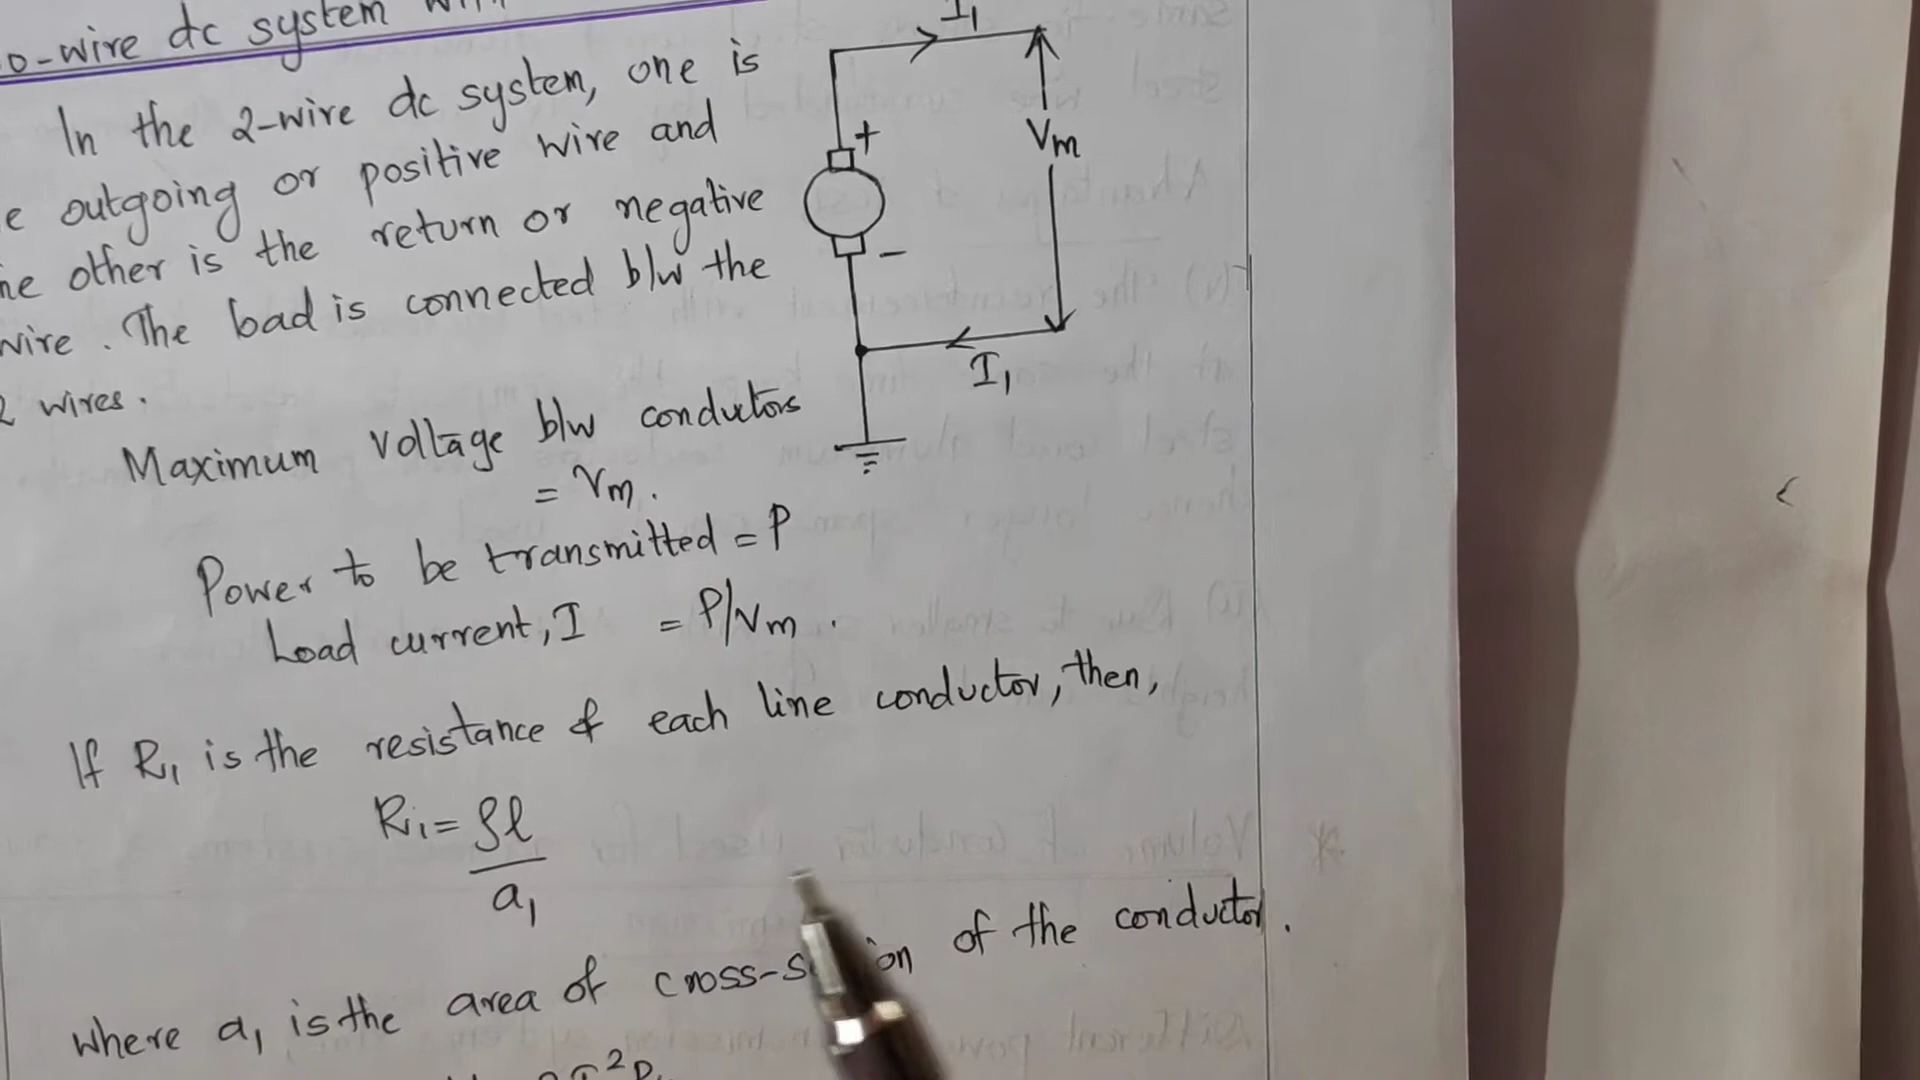 o-wire dc system
In the 2-wire dc system, one is
e outgoing or positive wire and
ne other is the return or negative
wire. The load is connected b/w the
2 wires.
Maximum voltage b/w conductors
= Vm.
Power to be transmitted = P
Load current, I = P/Vm.
If R1 is the resistance of each line conductor, then,
R1 = ρl
a1
where a1 is the area of cross-s on of the conductor.
I1
+
Vm
-
I1